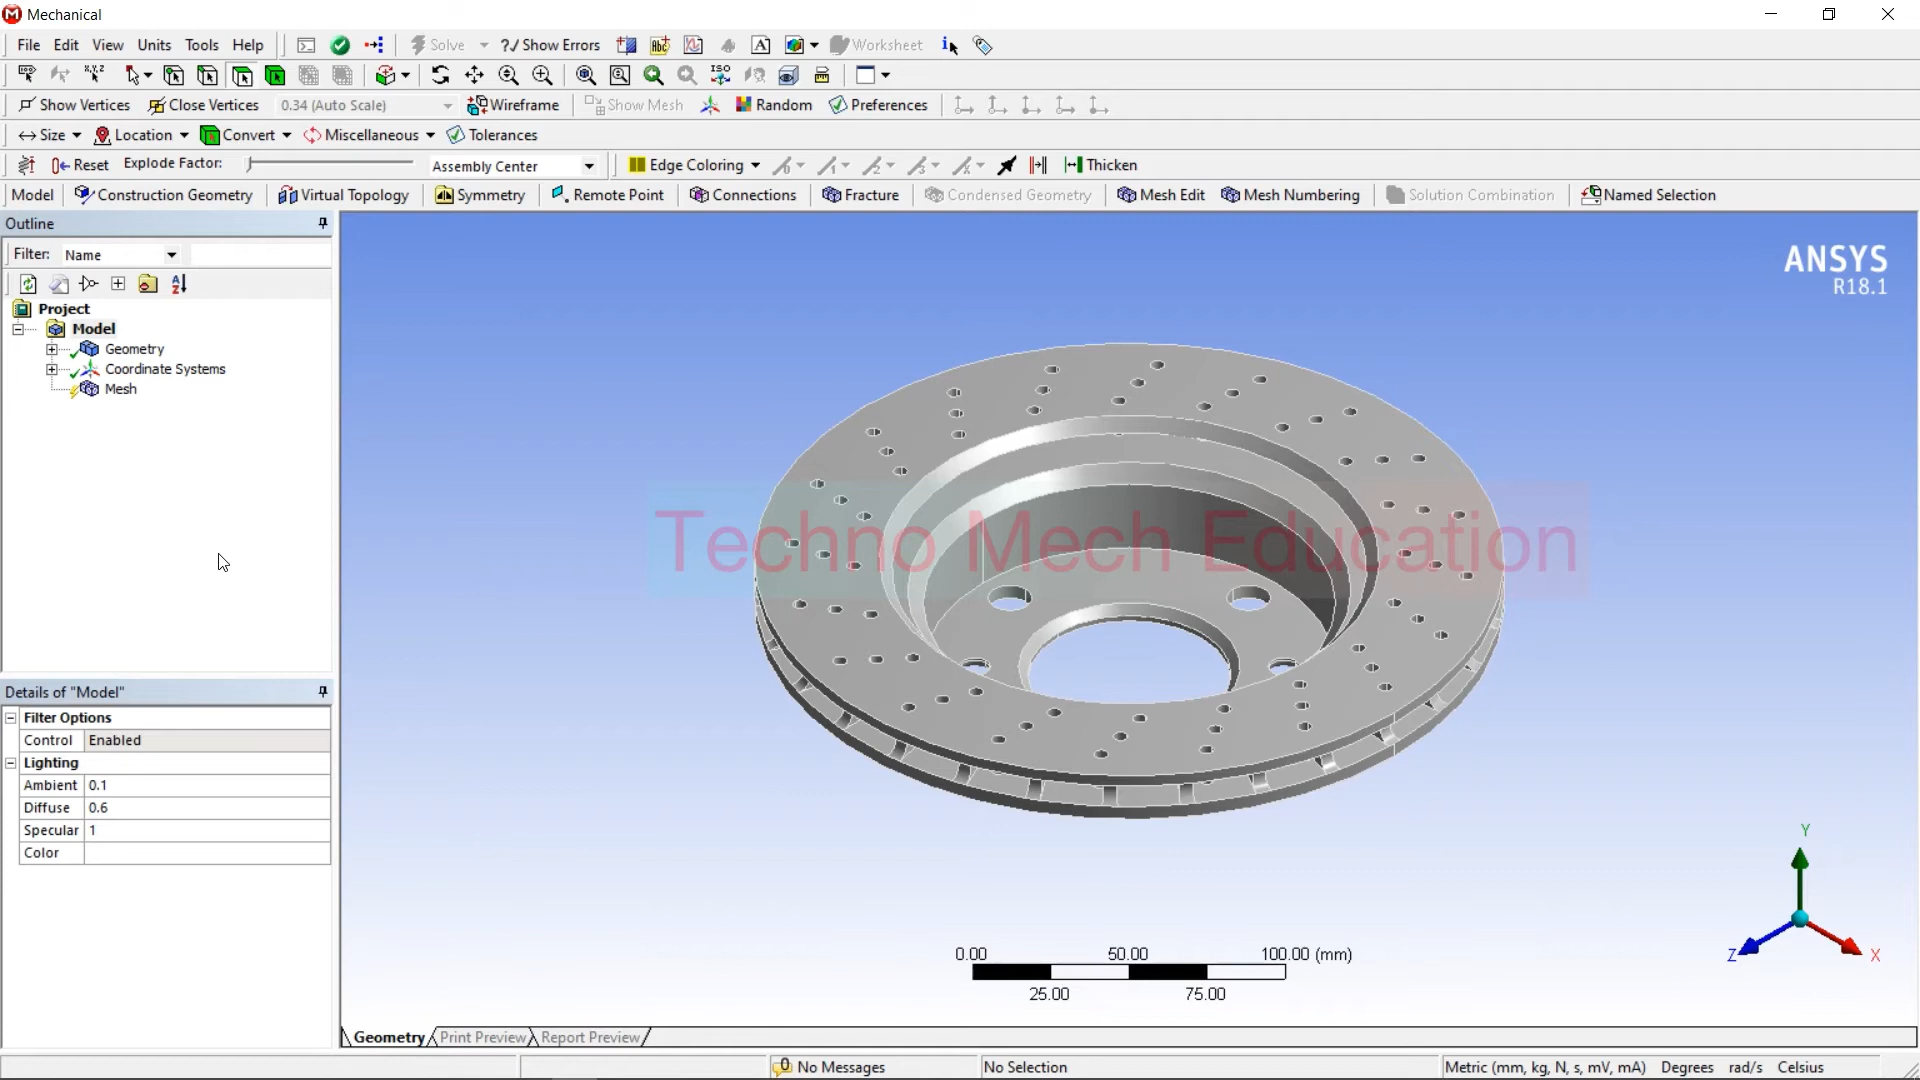 Mechanical
File Edit View Units Tools Help Solve ?✓ Show Errors Abc A Worksheet
x,y,z ISO
Show Vertices Close Vertices 0.34 (Auto Scale) Wireframe Show Mesh Random Preferences
Size Location Convert Miscellaneous Tolerances
Reset Explode Factor: Assembly Center Edge Coloring Thicken
Model Construction Geometry Virtual Topology Symmetry Remote Point Connections Fracture Condensed Geometry Mesh Edit Mesh Numbering Solution Combination Named Selection
Outline
Filter: Name
Project
Model
Geometry
Coordinate Systems
Mesh
Details of "Model"
Filter Options
Control Enabled
Lighting
Ambient 0.1
Diffuse 0.6
Specular 1
Color
ANSYS
R18.1
Techno Mech Education
Y
Z X
0.00 50.00 100.00 (mm)
25.00 75.00
Geometry Print Preview Report Preview
No Messages No Selection Metric (mm, kg, N, s, mV, mA) Degrees rad/s Celsius